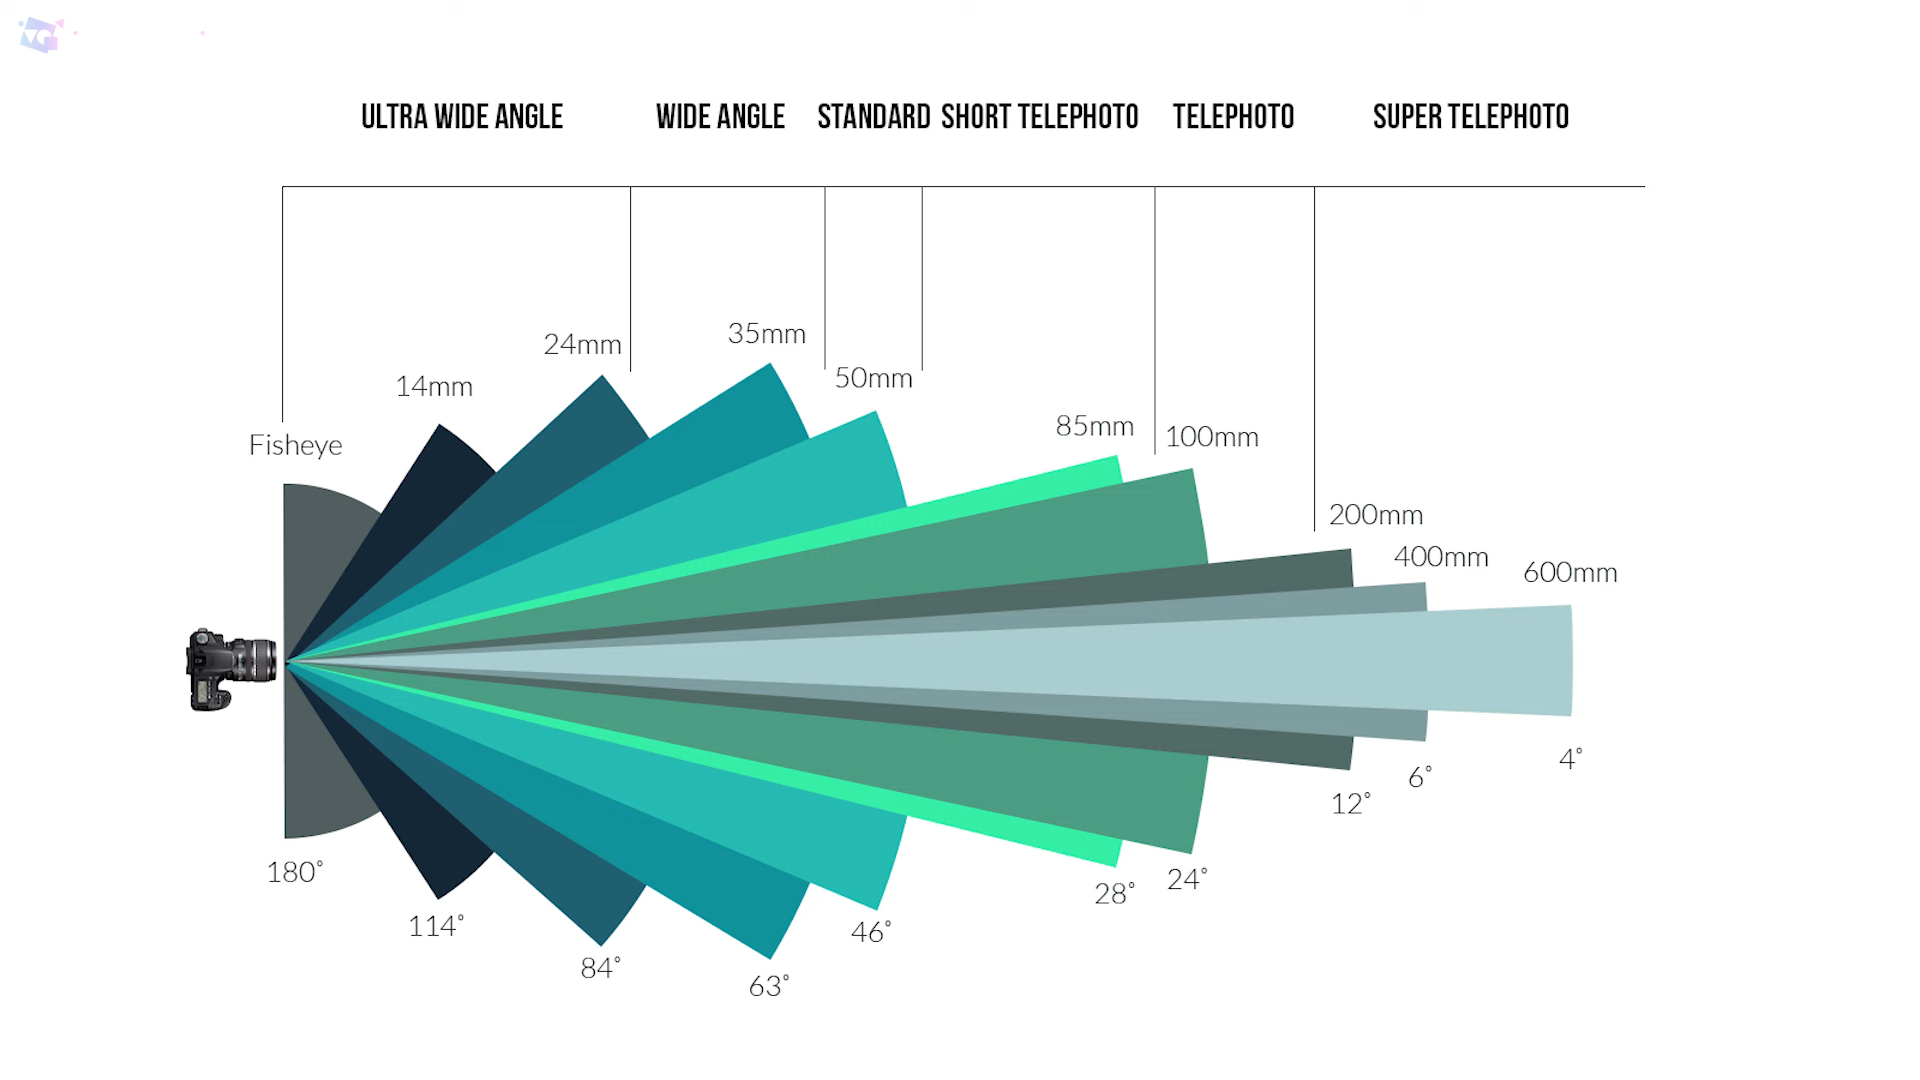 VG
ULTRA WIDE ANGLE WIDE ANGLE STANDARD SHORT TELEPHOTO TELEPHOTO SUPER TELEPHOTO
35mm
24mm
50mm
14mm
85mm
100mm
Fisheye
200mm
400mm
600mm
4°
6°
12°
180°
24°
28°
114°
46°
84°
63°